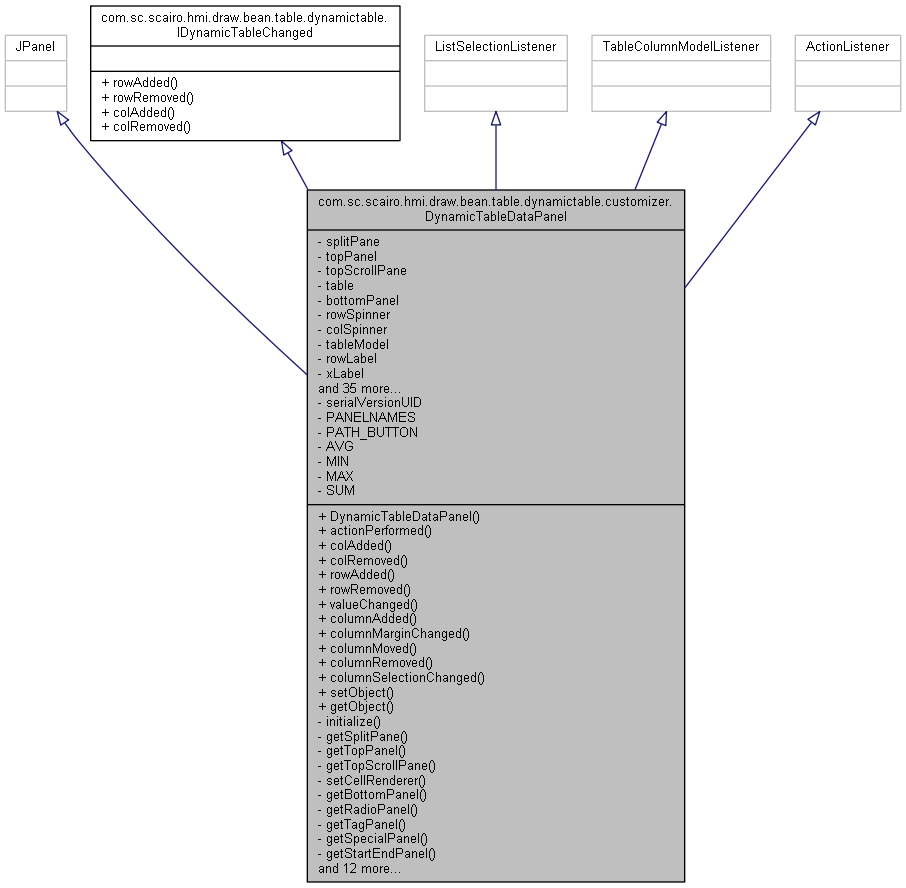 JPanel
com.sc.scairo.hmi.draw.bean.table.dynamictable.
IDynamicTableChanged
+ rowAdded()
+ rowRemoved()
+ colAdded()
+ colRemoved()
ListSelectionListener
TableColumnModelListener
ActionListener
com.sc.scairo.hmi.draw.bean.table.dynamictable.customizer.
DynamicTableDataPanel
- splitPane
- topPanel
- topScrollPane
- table
- bottomPanel
- rowSpinner
- colSpinner
- tableModel
- rowLabel
- xLabel
and 35 more...
- serialVersionUID
- PANELNAMES
- PATH_BUTTON
- AVG
- MIN
- MAX
- SUM
+ DynamicTableDataPanel()
+ actionPerformed()
+ colAdded()
+ colRemoved()
+ rowAdded()
+ rowRemoved()
+ valueChanged()
+ columnAdded()
+ columnMarginChanged()
+ columnMoved()
+ columnRemoved()
+ columnSelectionChanged()
+ setObject()
+ getObject()
- initialize()
- getSplitPane()
- getTopPanel()
- getTopScrollPane()
- setCellRenderer()
- getBottomPanel()
- getRadioPanel()
- getTagPanel()
- getSpecialPanel()
- getStartEndPanel()
and 12 more...